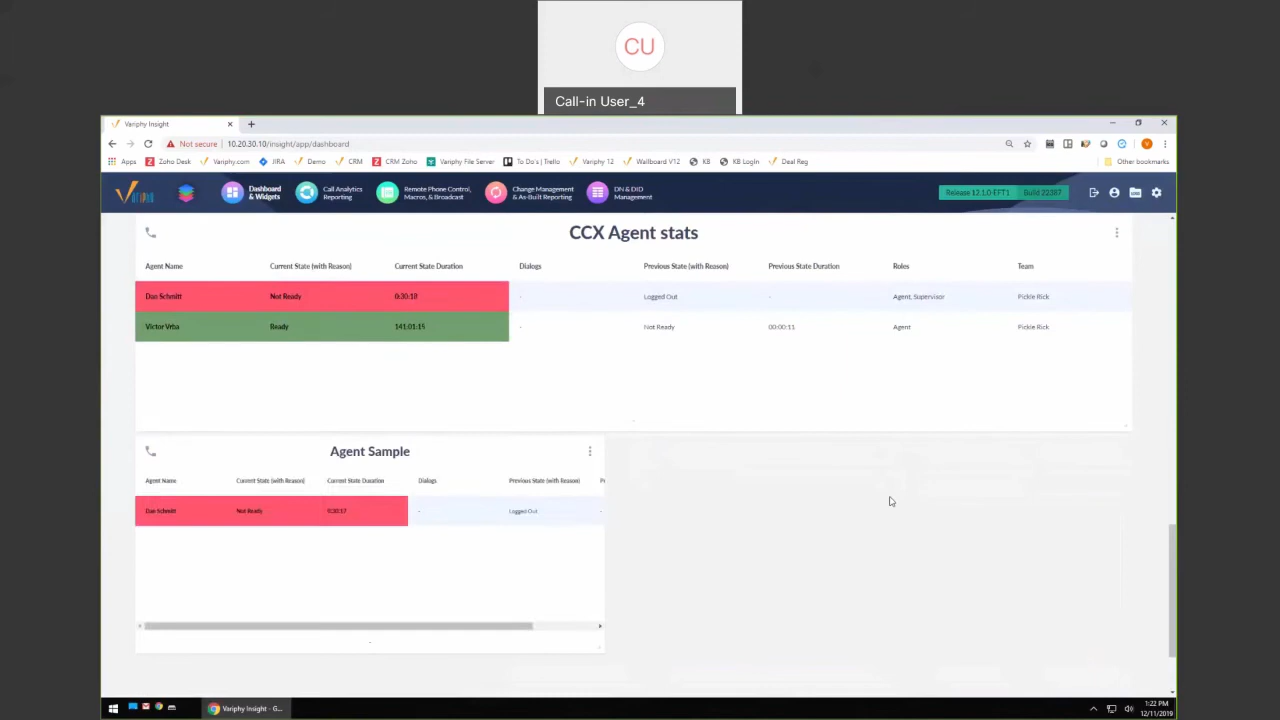 CU
Call-in User_4
Variphy Insight
Not secure 10.20.30.10/insight/app/dashboard
Apps Zoho Desk Variphy.com JIRA Demo CRM CRM Zoho Variphy File Server To Do's | Trello Variphy 12 Wallboard V12 KB KB Login Deal Reg Other bookmarks
Dashboard & Widgets
Call Analytics Reporting
Remote Phone Control, Macros, & Broadcast
Change Management & As-Built Reporting
DN & DID Management
Release 12.1.0-EFT1 Build 22387
CCX Agent stats
Agent Name Current State (with Reason) Current State Duration Dialogs Previous State (with Reason) Previous State Duration Roles Team
Dan Schmitt Not Ready 0:30:18 - Logged Out - Agent, Supervisor Pickle Rick
Victor Vrba Ready 141:01:15 - Not Ready 00:00:11 Agent Pickle Rick
Agent Sample
Agent Name Current State (with Reason) Current State Duration Dialogs Previous State (with Reason)
Dan Schmitt Not Ready 0:30:17 - Logged Out -
Variphy Insight - G...
1:22 PM
12/11/2019